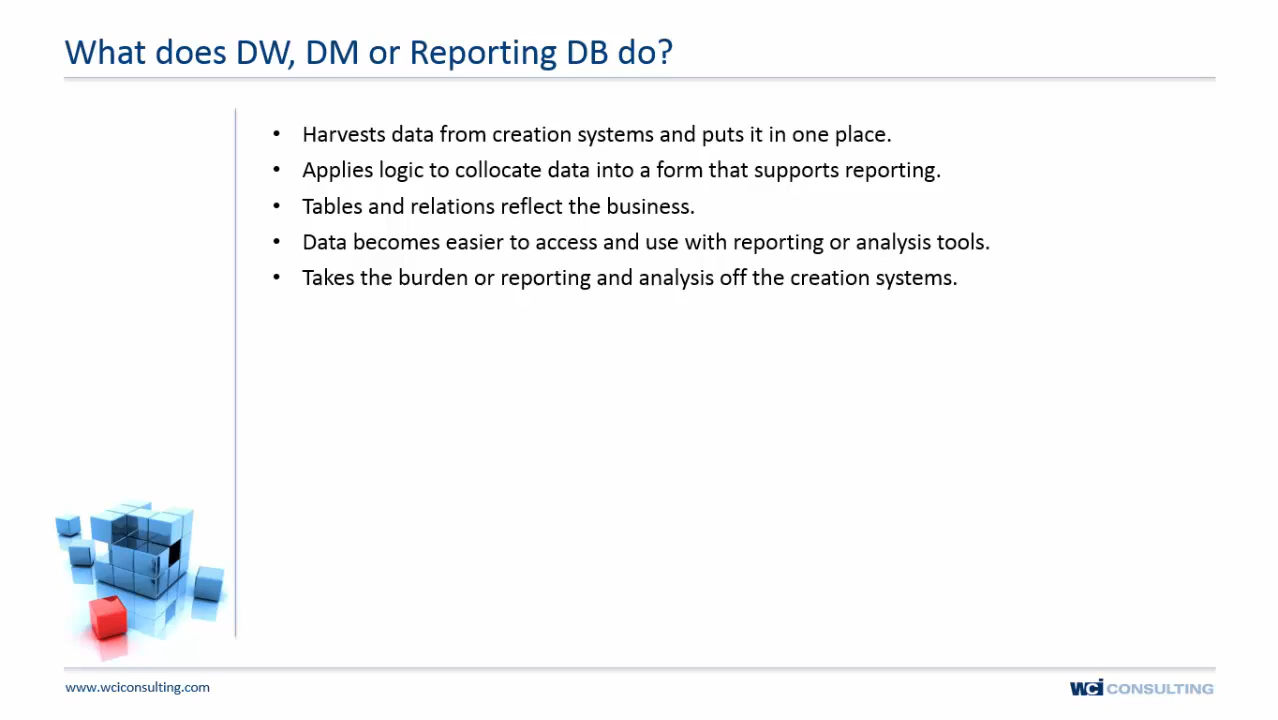 What does DW, DM or Reporting DB do?
• Harvests data from creation systems and puts it in one place.
• Applies logic to collocate data into a form that supports reporting.
• Tables and relations reflect the business.
• Data becomes easier to access and use with reporting or analysis tools.
• Takes the burden or reporting and analysis off the creation systems.
www.wciconsulting.com
wci CONSULTING